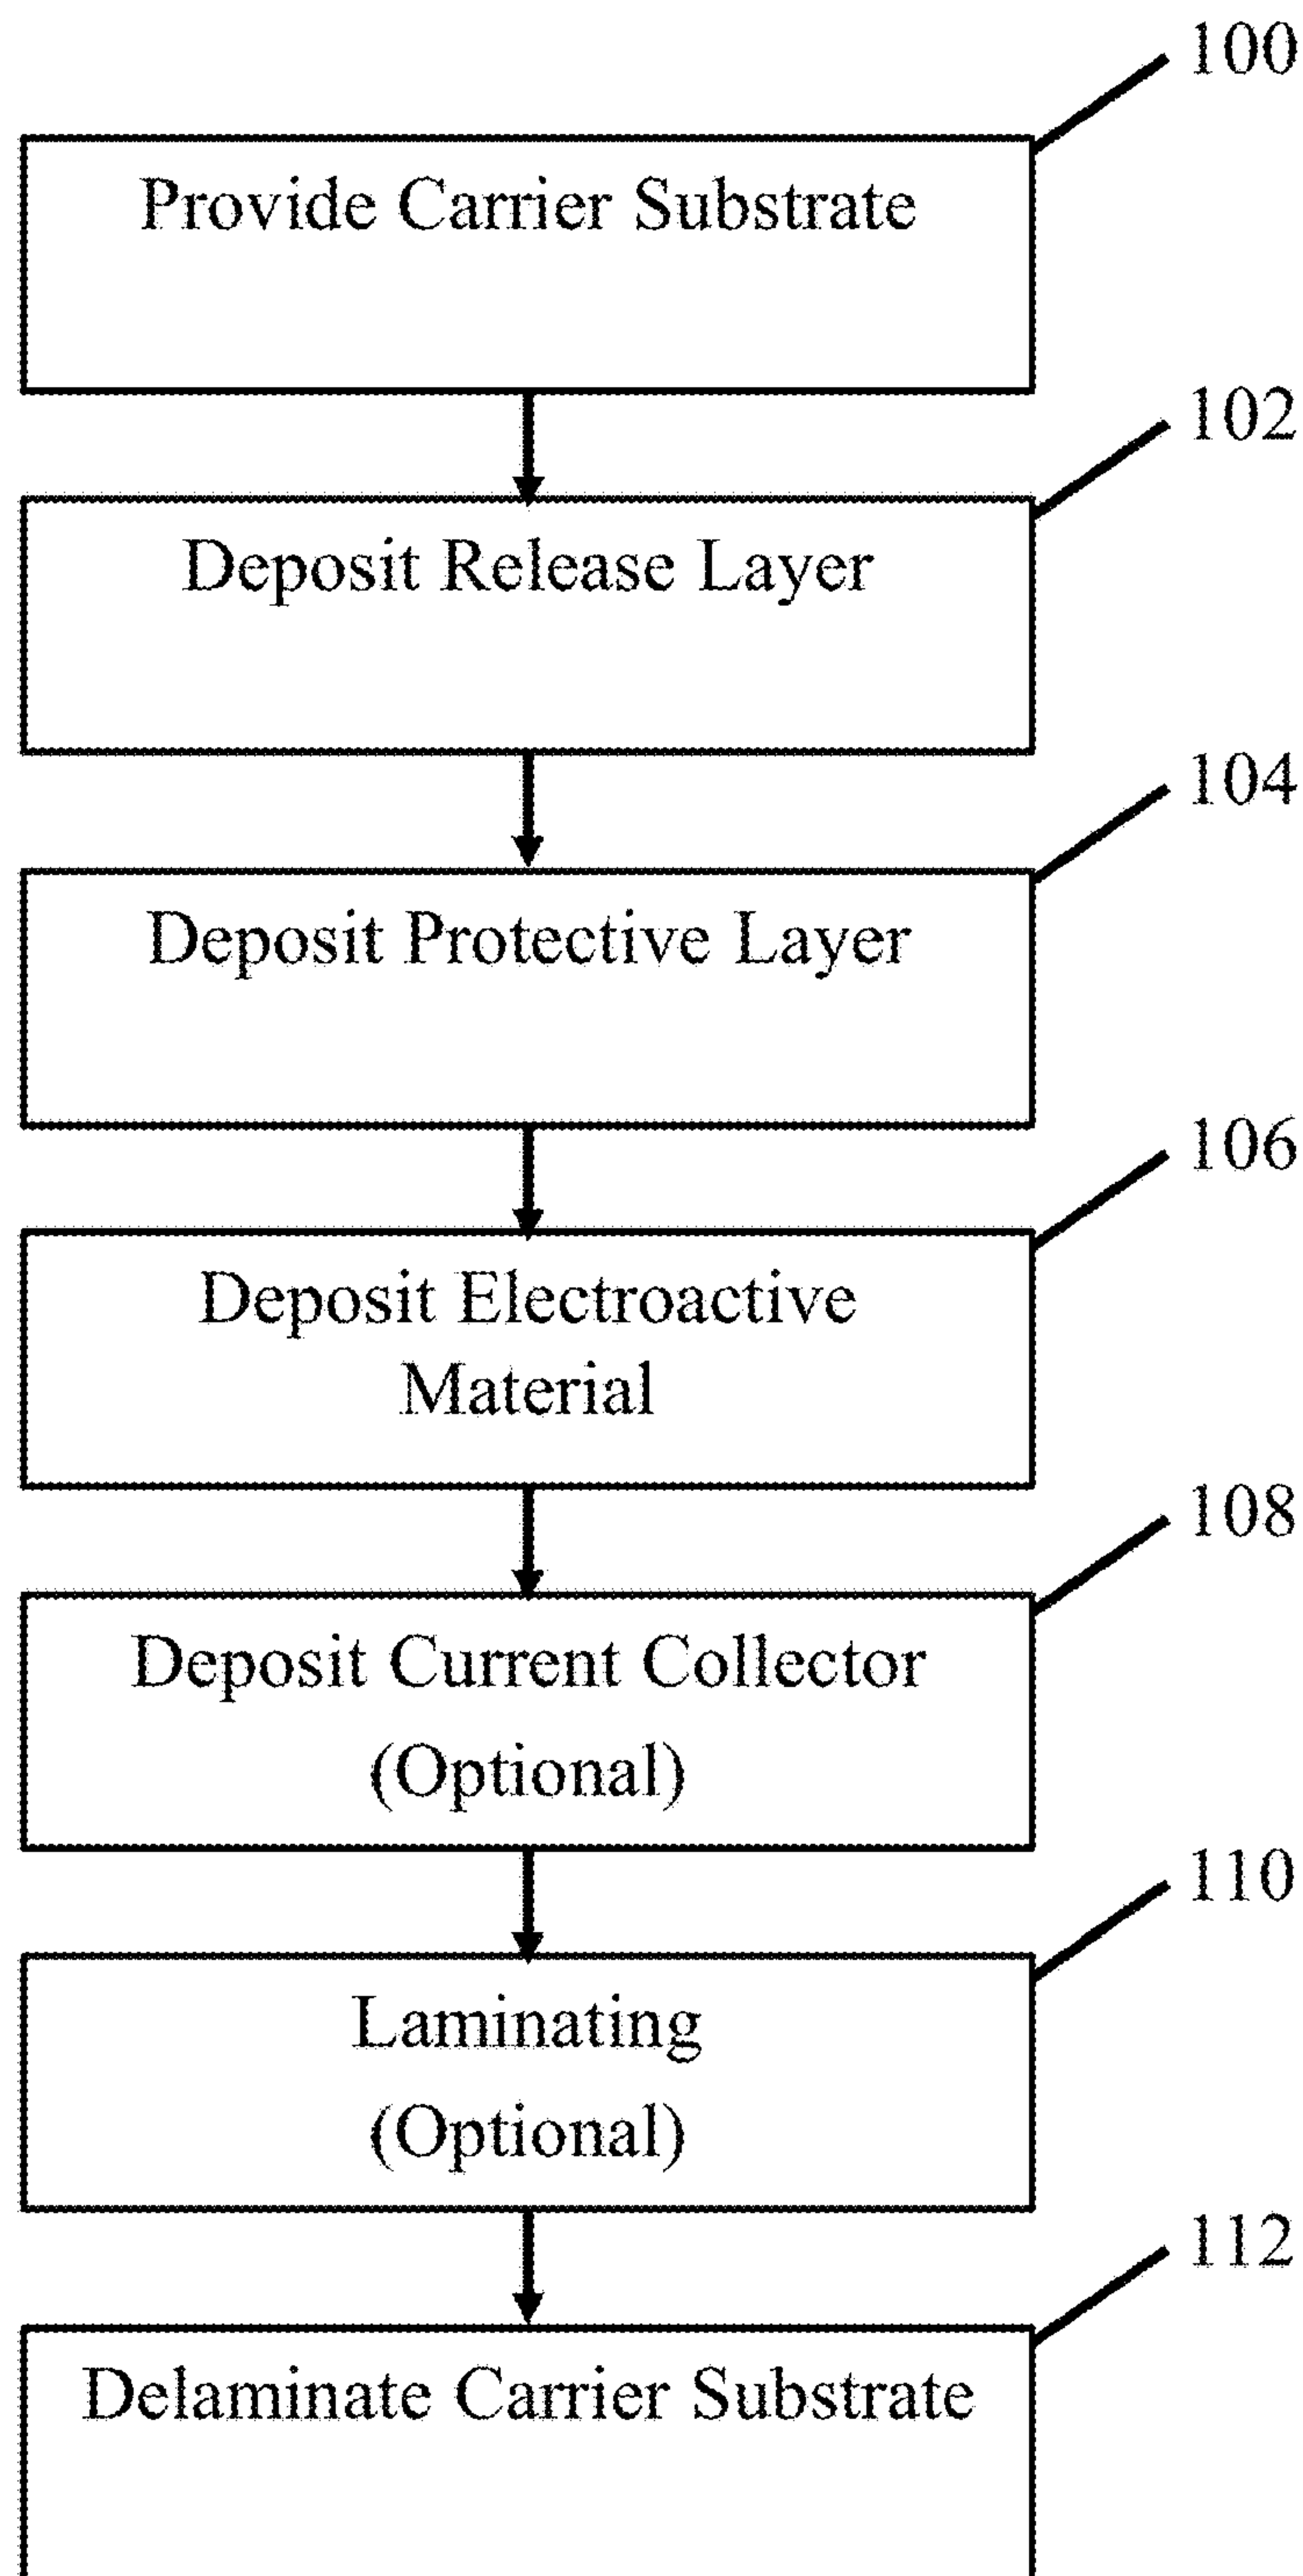 100
Provide Carrier Substrate
102
Deposit Release Layer
104
Deposit Protective Layer
106
Deposit Electroactive
Material
108
Deposit Current Collector
(Optional)
110
Laminating
(Optional)
112
Delaminate Carrier Substrate